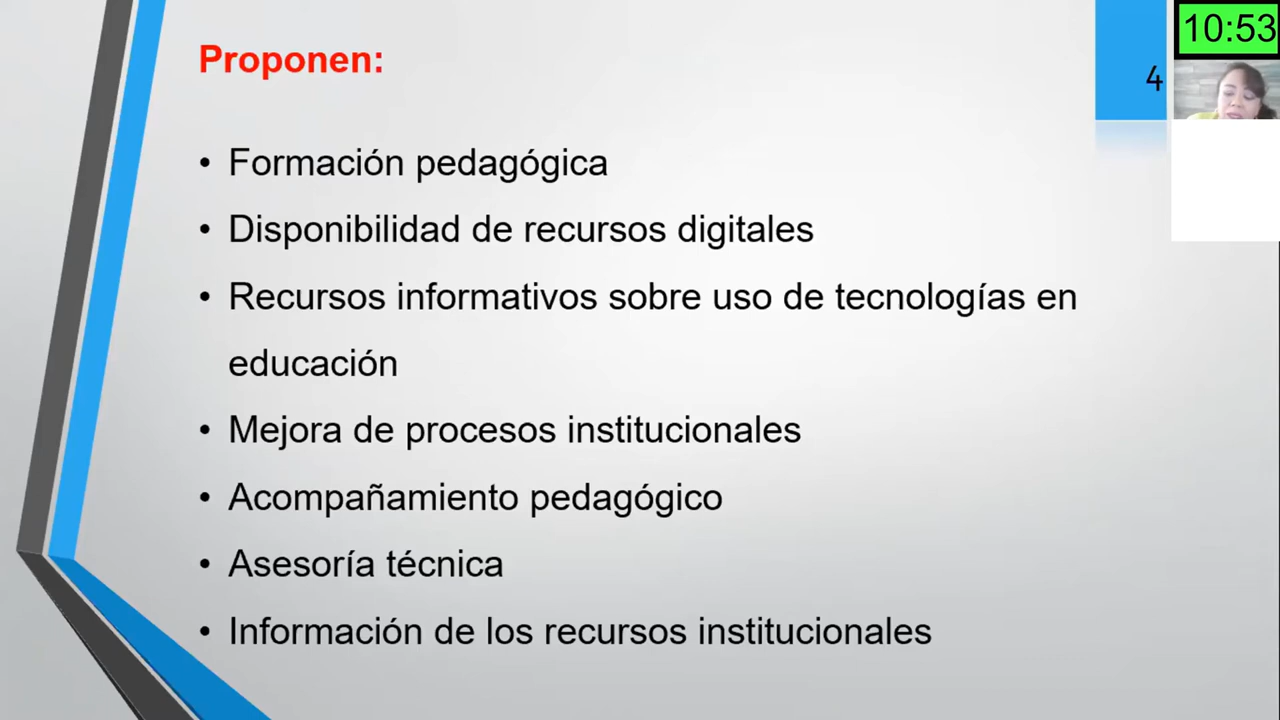 Proponen:
4
10:53
• Formación pedagógica
• Disponibilidad de recursos digitales
• Recursos informativos sobre uso de tecnologías en
educación
• Mejora de procesos institucionales
• Acompañamiento pedagógico
• Asesoría técnica
• Información de los recursos institucionales